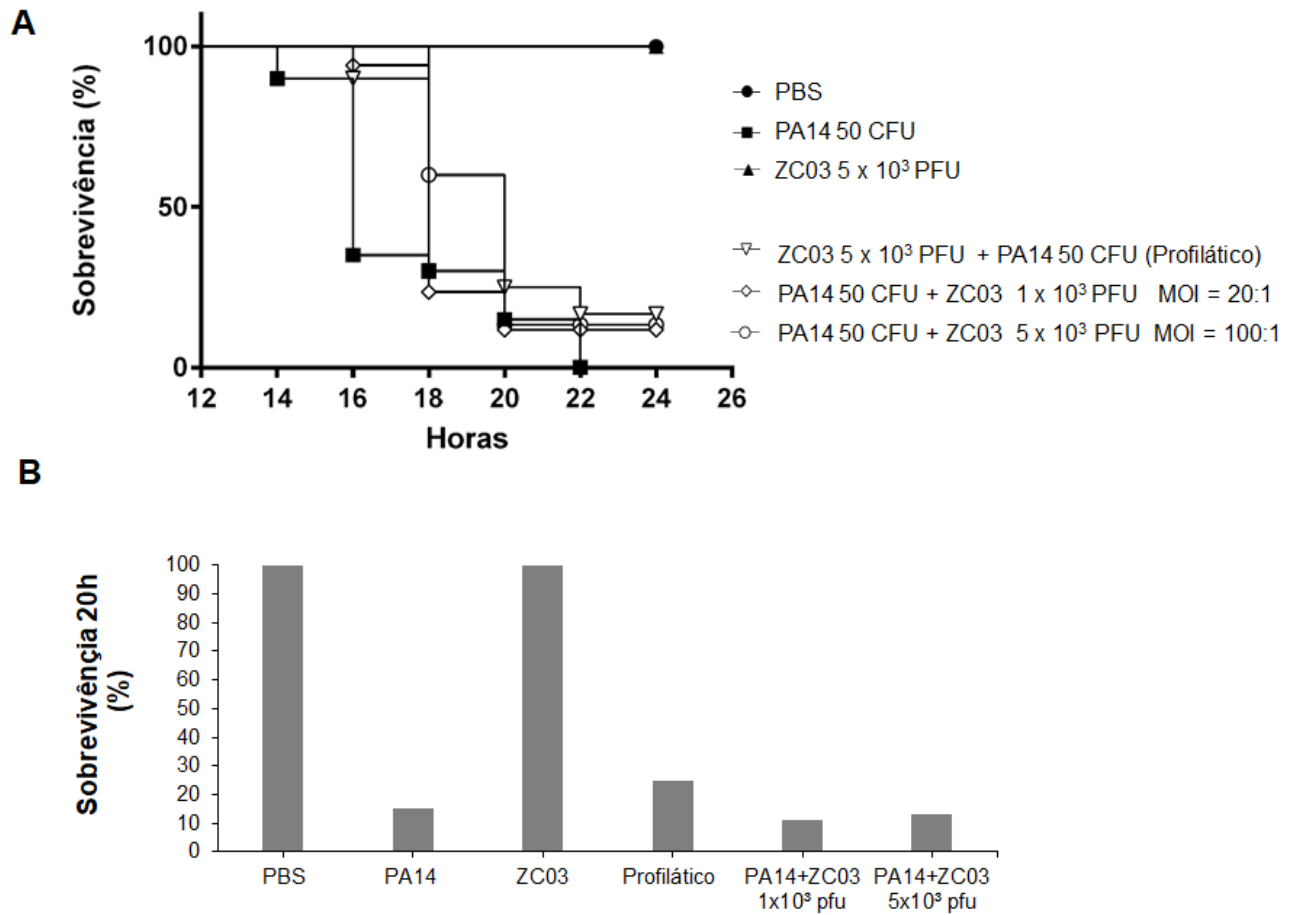 A
Sobrevivência (%)
100
50
0
12 14 16 18 20 22 24 26
Horas
PBS
PA14 50 CFU
ZC03 5 x 10³ PFU
ZC03 5 x 10³ PFU + PA14 50 CFU (Profilático)
PA14 50 CFU + ZC03 1 x 10³ PFU MOI = 20:1
PA14 50 CFU + ZC03 5 x 10³ PFU MOI = 100:1
B
Sobrevivênçia 20h
(%)
100
90
80
70
60
50
40
30
20
10
0
PBS PA14 ZC03 Profilático PA14+ZC03 PA14+ZC03
1x10³ pfu 5x10³ pfu